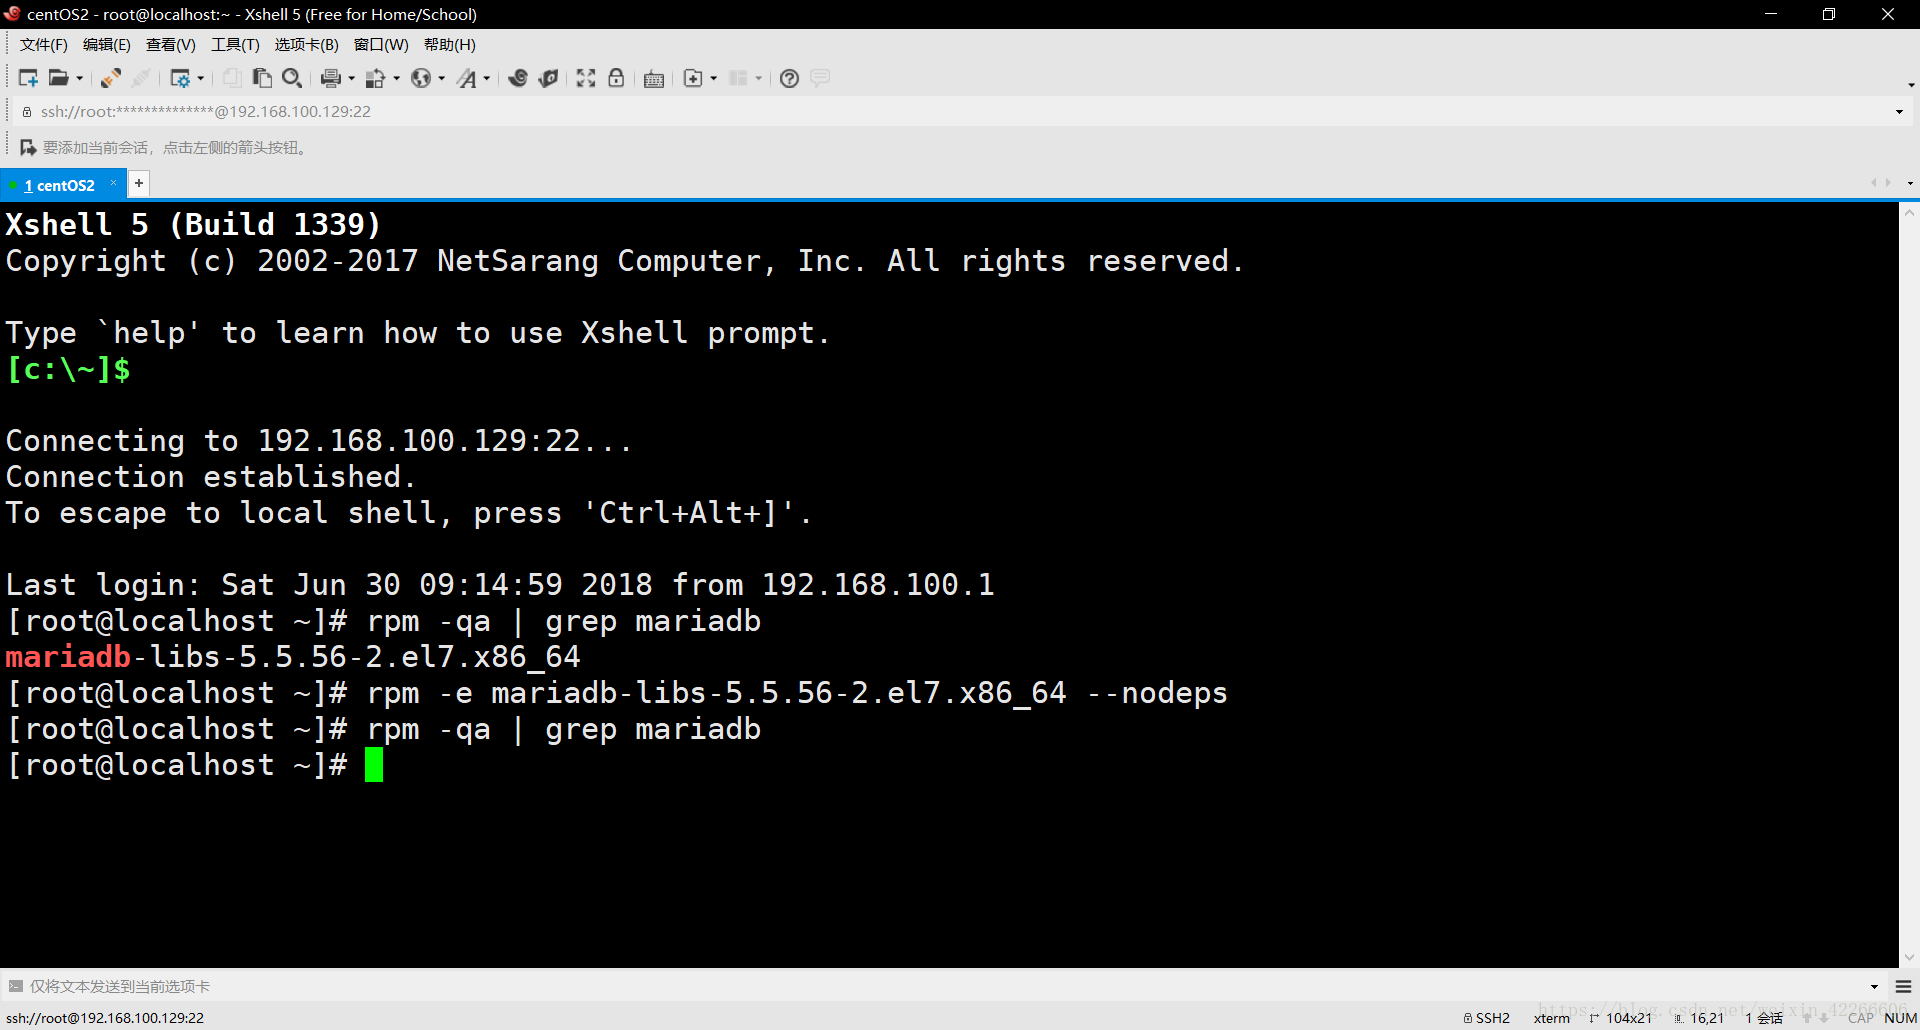 centOS2 - root@localhost:~ - Xshell 5 (Free for Home/School)
文件(F) 编辑(E) 查看(V) 工具(T) 选项卡(B) 窗口(W) 帮助(H)
ssh://root:**************@192.168.100.129:22
要添加当前会话，点击左侧的箭头按钮。
1 centOS2
Xshell 5 (Build 1339)
Copyright (c) 2002-2017 NetSarang Computer, Inc. All rights reserved.
Type `help' to learn how to use Xshell prompt.
[c:\~]$
Connecting to 192.168.100.129:22...
Connection established.
To escape to local shell, press 'Ctrl+Alt+]'.
Last login: Sat Jun 30 09:14:59 2018 from 192.168.100.1
[root@localhost ~]# rpm -qa | grep mariadb
mariadb-libs-5.5.56-2.el7.x86_64
[root@localhost ~]# rpm -e mariadb-libs-5.5.56-2.el7.x86_64 --nodeps
[root@localhost ~]# rpm -qa | grep mariadb
[root@localhost ~]#
仅将文本发送到当前选项卡
https://blog.csdn.net/weixin_42266606
ssh://root@192.168.100.129:22 SSH2 xterm 104x21 16,21 1 会话 CAP NUM